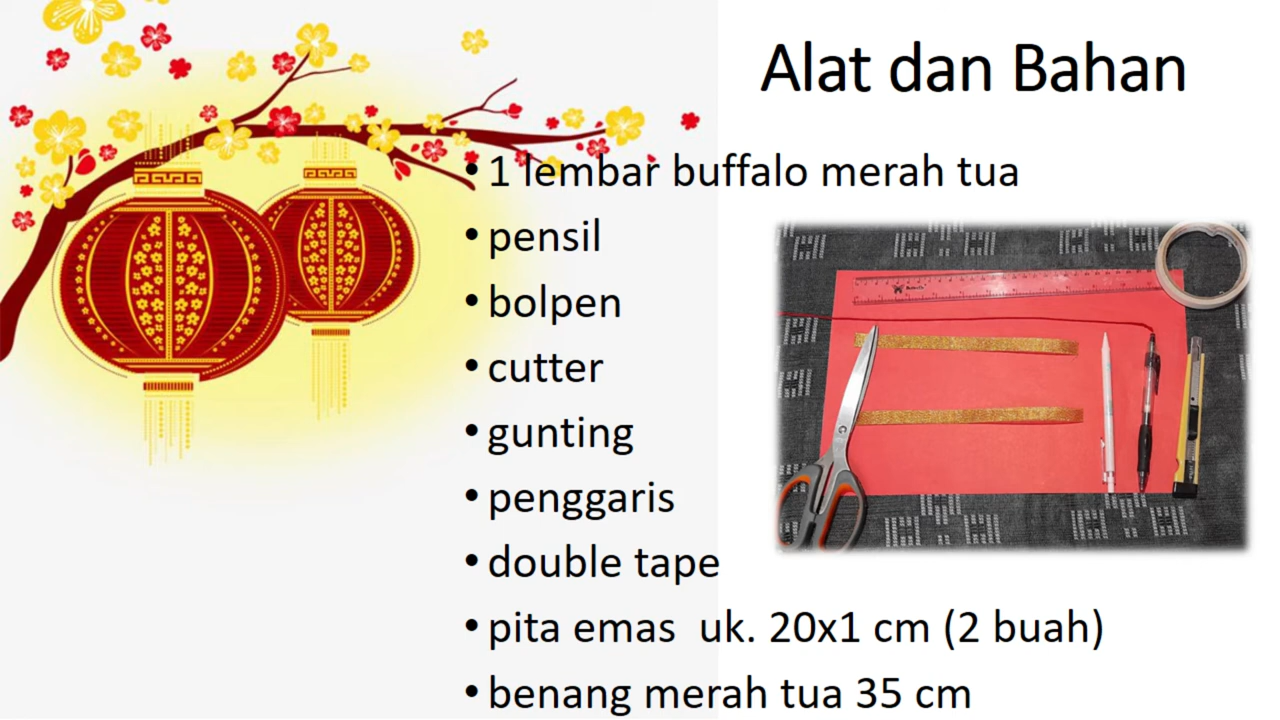 Alat dan Bahan
• 1 lembar buffalo merah tua
• pensil
• bolpen
• cutter
• gunting
• penggaris
• double tape
• pita emas  uk. 20x1 cm (2 buah)
• benang merah tua 35 cm